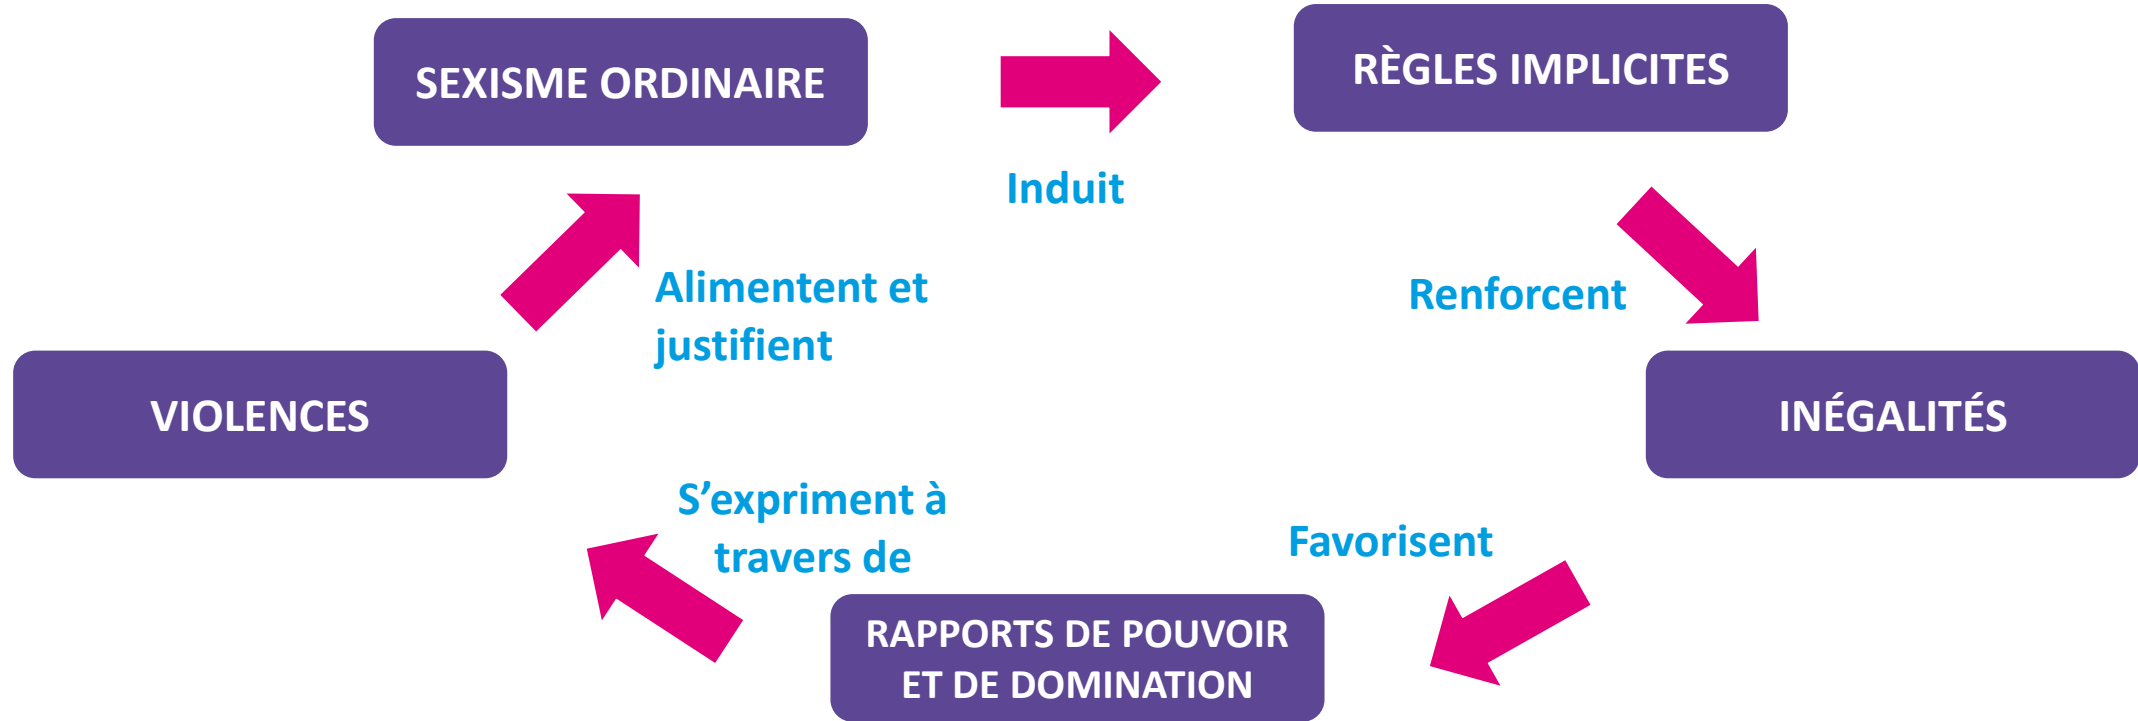 SEXISME ORDINAIRE
RÈGLES IMPLICITES
Induit
Alimentent et
justifient
Renforcent
VIOLENCES
INÉGALITÉS
S’expriment à
travers de
Favorisent
RAPPORTS DE POUVOIR
ET DE DOMINATION